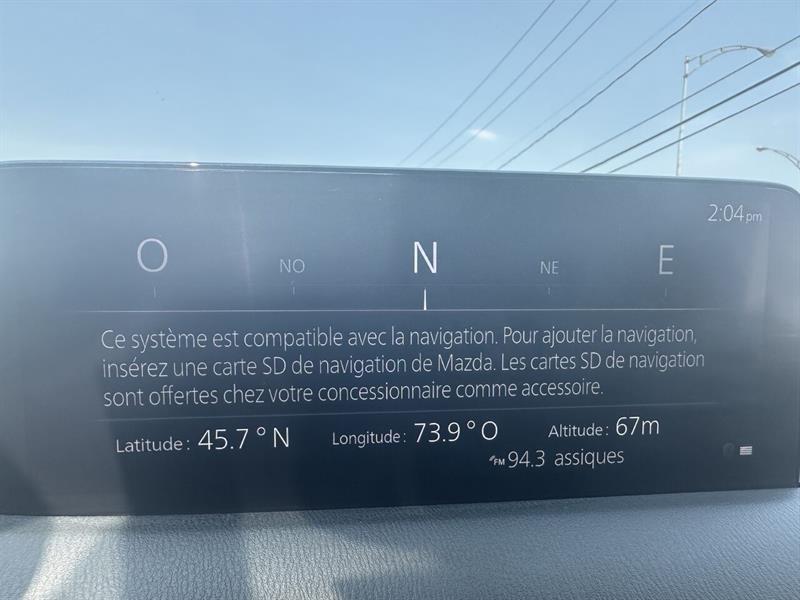 2:04 pm
O NO N NE E
Ce système est compatible avec la navigation. Pour ajouter la navigation,
insérez une carte SD de navigation de Mazda. Les cartes SD de navigation
sont offertes chez votre concessionnaire comme accessoire.
Latitude: 45.7 ° N Longitude: 73.9 ° O Altitude: 67m
FM 94.3 assiques